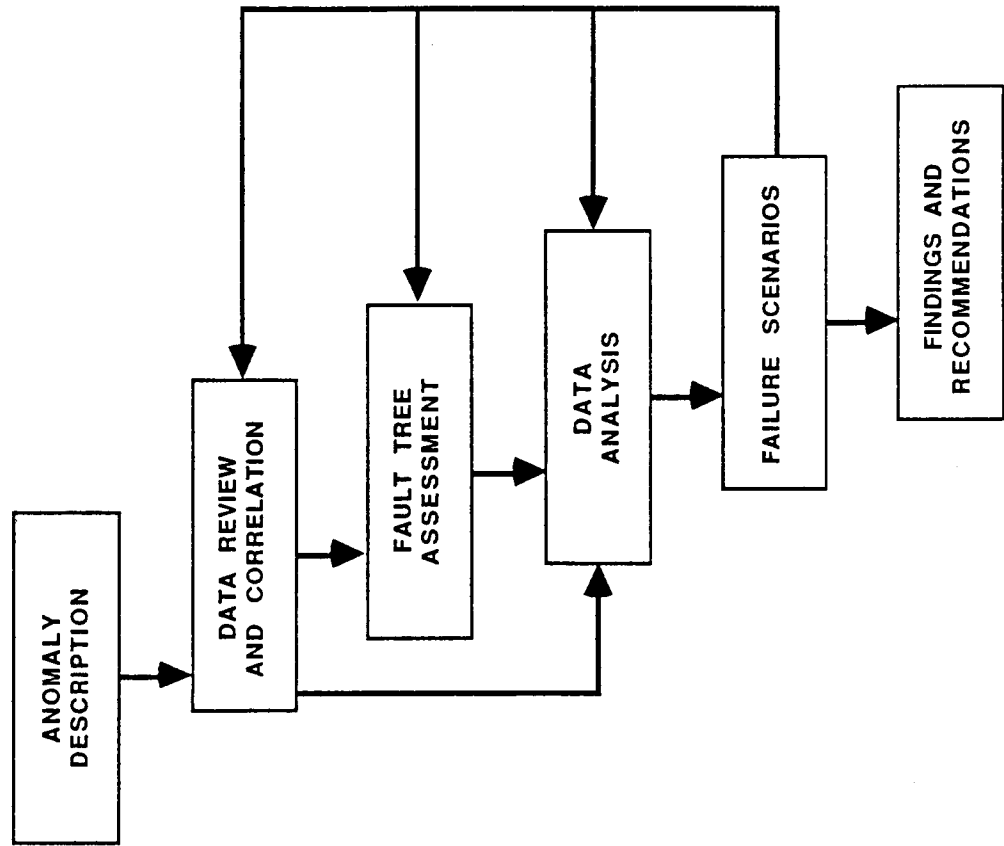 ANOMALY
DESCRIPTION
DATA REVIEW
AND CORRELATION
FAULT TREE
ASSESSMENT
DATA
ANALYSIS
FAILURE SCENARIOS
FINDINGS AND
RECOMMENDATIONS